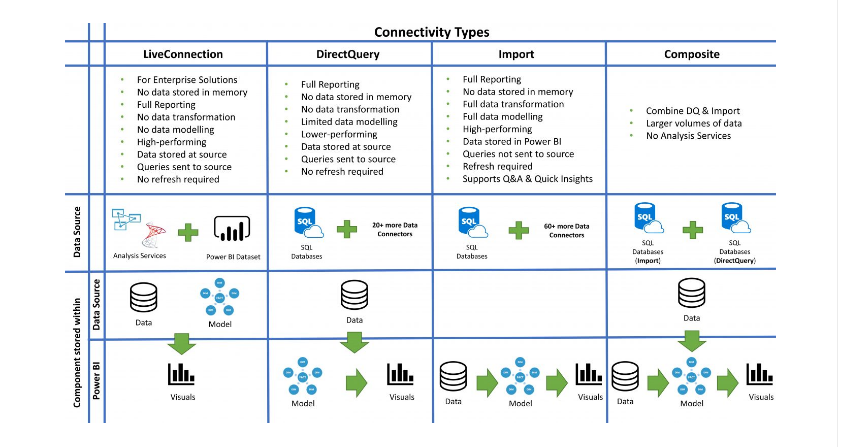 Connectivity Types
LiveConnection
DirectQuery
Import
Composite
For Enterprise Solutions
No data stored in memory
Full Reporting
No data transformation
No data modelling
High-performing
Data stored at source
Queries sent to source
No refresh required
Full Reporting
No data stored in memory
No data transformation
Limited data modelling
Lower-performing
Data stored at source
Queries sent to source
No refresh required
Full Reporting
No data stored in memory
Full data transformation
Full data modelling
High-performing
Data stored in Power BI
Queries not sent to source
Refresh required
Supports Q&A & Quick Insights
Combine DQ & Import
Larger volumes of data
No Analysis Services
Data Source
Analysis Services
Power BI Dataset
SQL
SQL
Databases
20+ more Data
Connectors
SQL
SQL
Databases
60+ more Data
Connectors
SQL
SQL
Databases
(Import)
SQL
SQL
Databases
(DirectQuery)
Component stored within
Data Source
Data
Model
Data
Data
Power BI
Visuals
Model
Visuals
Data
Model
Visuals
Data
Model
Visuals